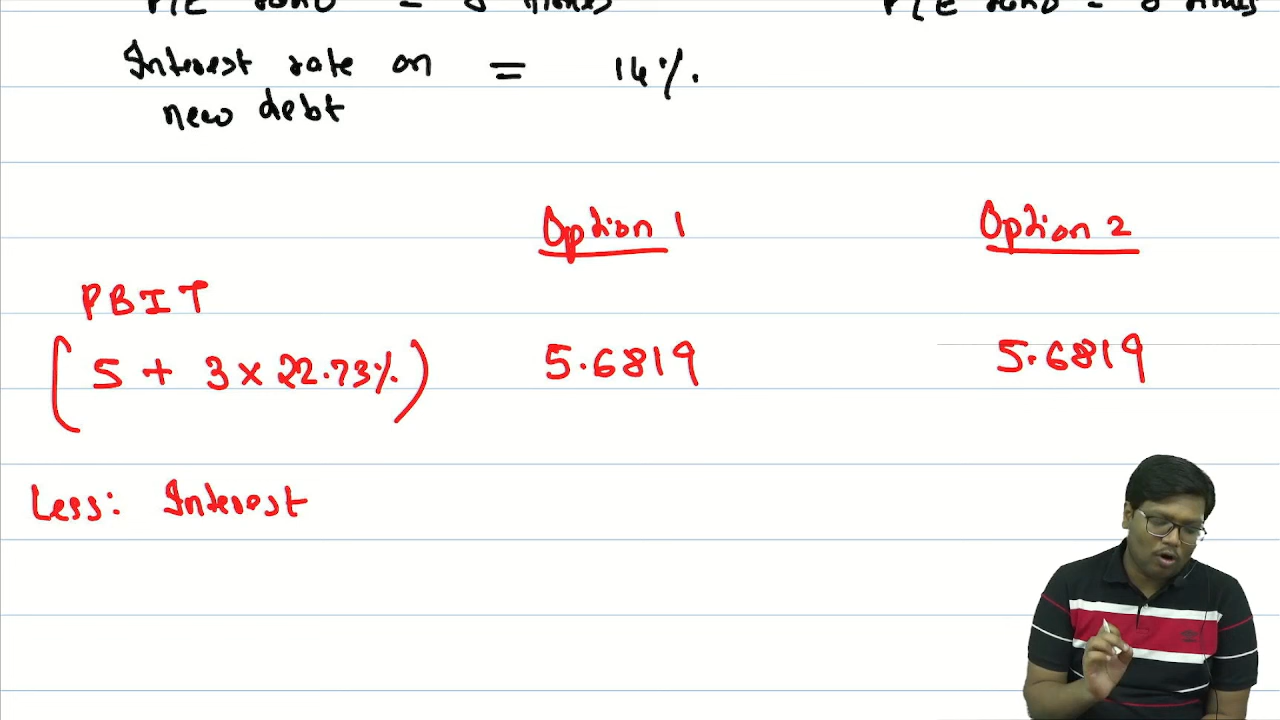 Interest rate on = 14%.
new debt
Option 1 Option 2
PBIT
(5 + 3 x 22.73%) 5.6819 5.6819
Less: Interest